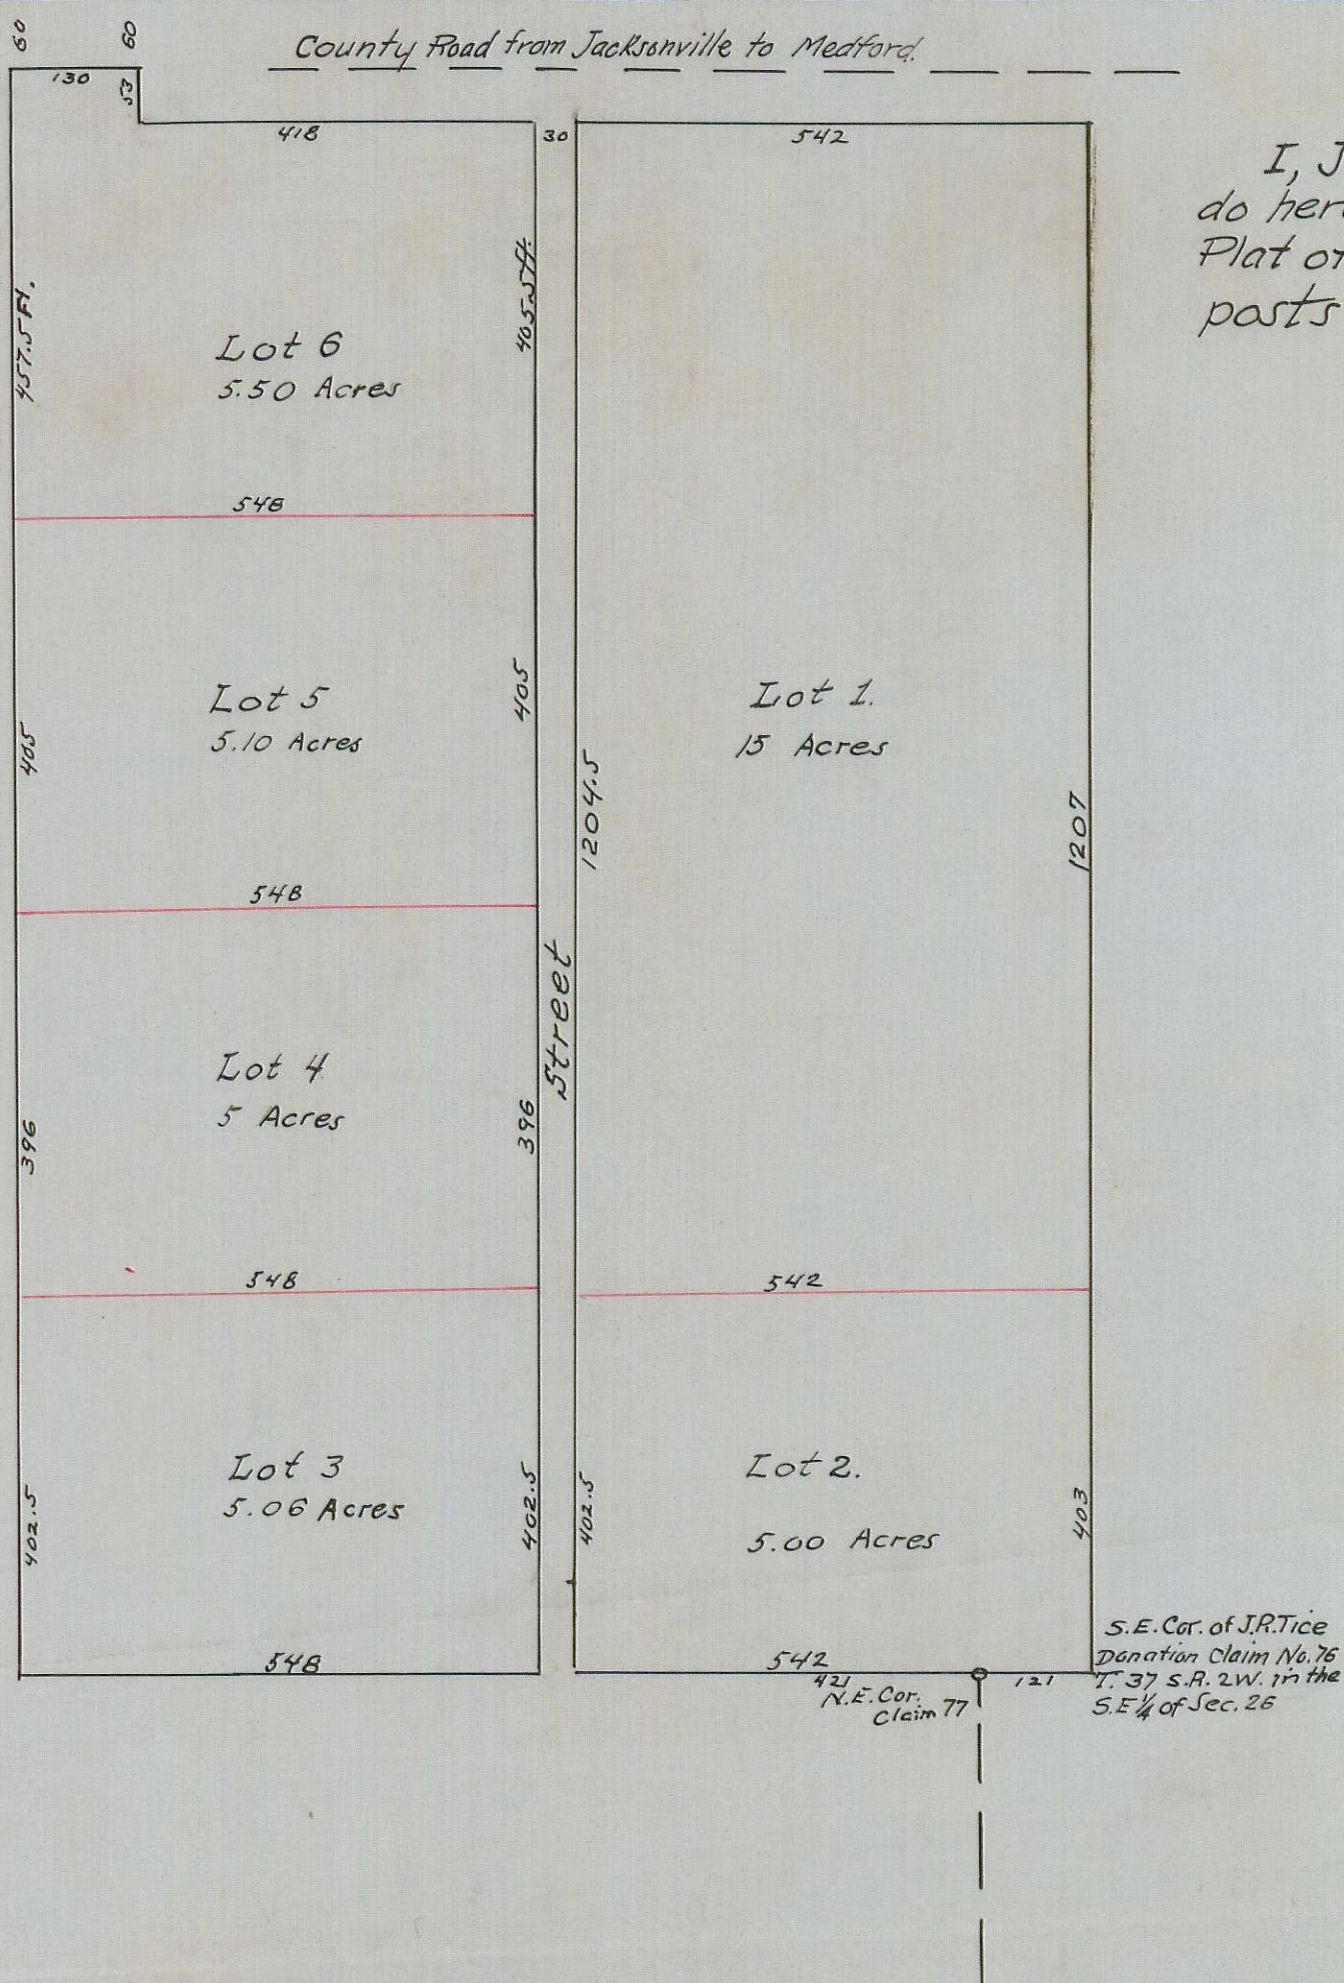 60
60
County Road from Jacksonville to Medford.
130
53
418
30
542
I, J
do her
Plat or
posts
457.5 Ft.
405.5 ft.
Lot 6
5.50 Acres
548
Lot 5
5.10 Acres
405
405
Lot 1.
15 Acres
1204.5
1207
548
Street
Lot 4
5 Acres
396
396
548
542
Lot 3
5.06 Acres
402.5
402.5
402.5
Lot 2.
5.00 Acres
403
548
542
421
121
N.E. Cor.
Claim 77
S.E. Cor. of J.R. Tice
Donation Claim No. 76
T. 37 S.R. 2W. in the
S.E ¼ of Sec. 26